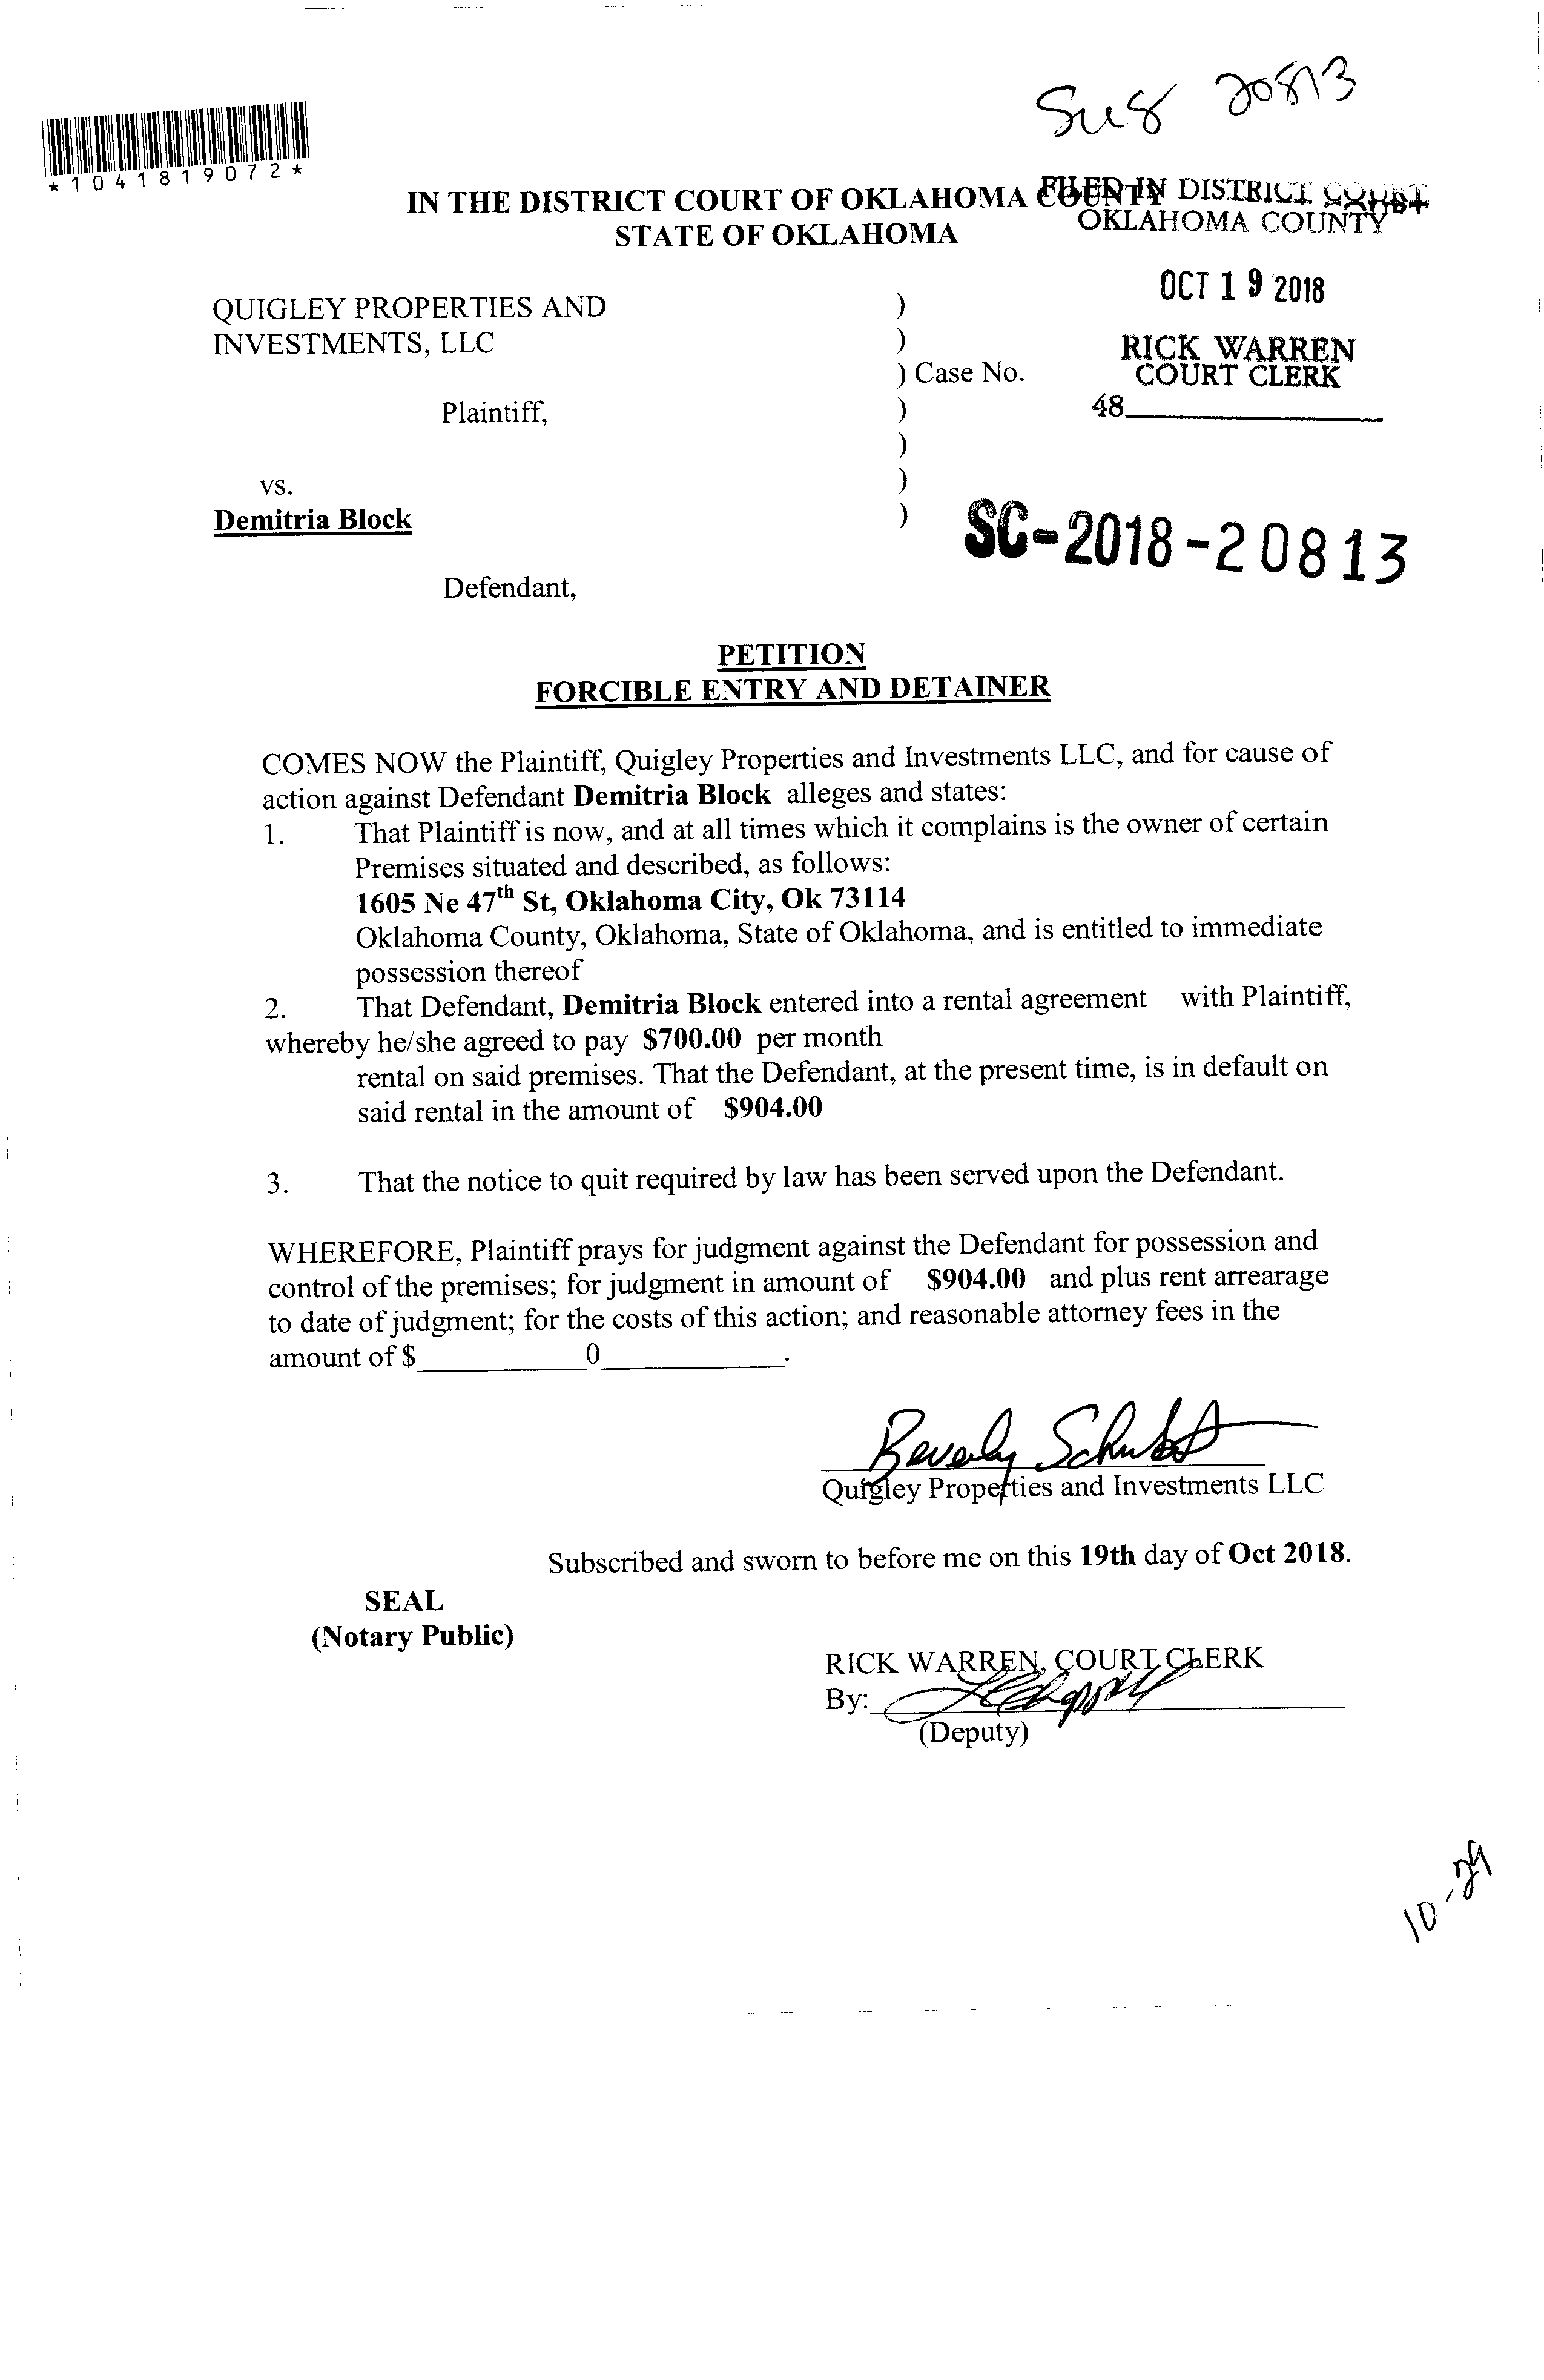 20813
*1041819072*
IN THE DISTRICT COURT OF OKLAHOMA COUNTY
STATE OF OKLAHOMA
FILED IN DISTRICT COURT
OKLAHOMA COUNTY
OCT 19 2018
RICK WARREN
COURT CLERK
48
QUIGLEY PROPERTIES AND
INVESTMENTS, LLC
Plaintiff,
vs.
Demitria Block
Defendant,
)
)
) Case No.
)
)
)
)
SC-2018-20813
PETITION
FORCIBLE ENTRY AND DETAINER
COMES NOW the Plaintiff, Quigley Properties and Investments LLC, and for cause of
action against Defendant Demitria Block alleges and states:
1. That Plaintiff is now, and at all times which it complains is the owner of certain
Premises situated and described, as follows:
1605 Ne 47th St, Oklahoma City, Ok 73114
Oklahoma County, Oklahoma, State of Oklahoma, and is entitled to immediate
possession thereof
2. That Defendant, Demitria Block entered into a rental agreement with Plaintiff,
whereby he/she agreed to pay $700.00 per month
rental on said premises. That the Defendant, at the present time, is in default on
said rental in the amount of $904.00
3. That the notice to quit required by law has been served upon the Defendant.
WHEREFORE, Plaintiff prays for judgment against the Defendant for possession and
control of the premises; for judgment in amount of $904.00 and plus rent arrearage
to date of judgment; for the costs of this action; and reasonable attorney fees in the
amount of $____________0____________.
Beverly Schubert
Quigley Properties and Investments LLC
Subscribed and sworn to before me on this 19th day of Oct 2018.
SEAL
(Notary Public)
RICK WARREN, COURT CLERK
By:
(Deputy)
10-29